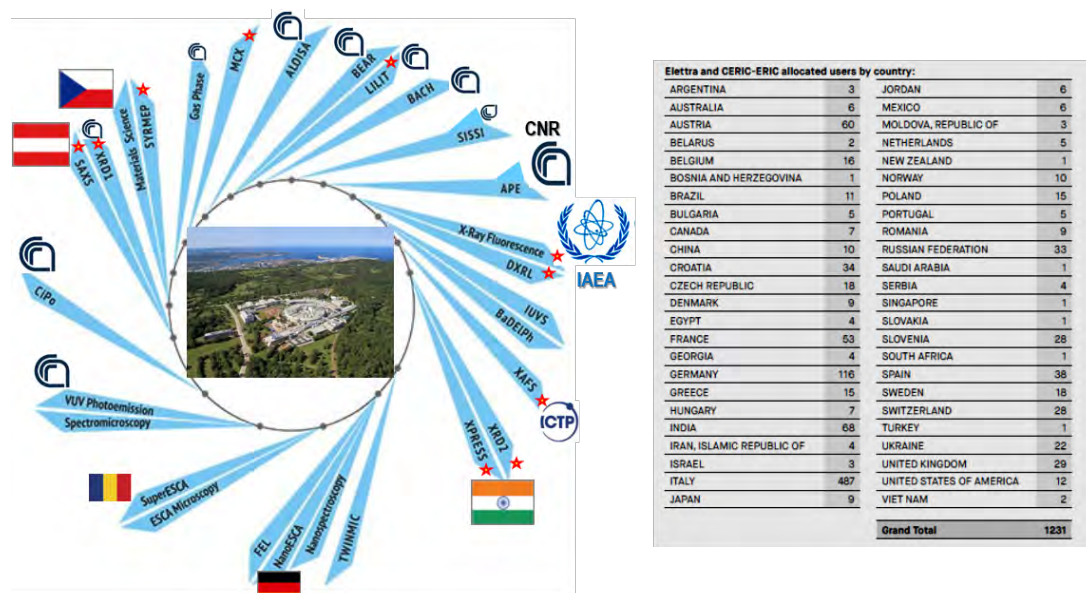 Gas Phase
MCX
ALOISA
BEAR
LILIT
BACH
SISSI
CNR
APE
X-Ray Fluorescence
DXRL
IAEA
IUVS
BaDElPh
XAFS
ICTP
XRD2
XPRESS
TWINMIC
Nanospectroscopy
NanoESCA
FEL
ESCA Microscopy
SuperESCA
Spectromicroscopy
VUV Photoemission
CiPo
SAXS
XRD1
Materials Science
SYRMEP
Elettra and CERIC-ERIC allocated users by country:
ARGENTINA 3
AUSTRALIA 6
AUSTRIA 60
BELARUS 2
BELGIUM 16
BOSNIA AND HERZEGOVINA 1
BRAZIL 11
BULGARIA 5
CANADA 7
CHINA 10
CROATIA 34
CZECH REPUBLIC 18
DENMARK 9
EGYPT 4
FRANCE 53
GEORGIA 4
GERMANY 116
GREECE 15
HUNGARY 7
INDIA 68
IRAN, ISLAMIC REPUBLIC OF 4
ISRAEL 3
ITALY 487
JAPAN 9
JORDAN 6
MEXICO 6
MOLDOVA, REPUBLIC OF 3
NETHERLANDS 5
NEW ZEALAND 1
NORWAY 10
POLAND 15
PORTUGAL 5
ROMANIA 9
RUSSIAN FEDERATION 33
SAUDI ARABIA 1
SERBIA 4
SINGAPORE 1
SLOVAKIA 1
SLOVENIA 28
SOUTH AFRICA 1
SPAIN 38
SWEDEN 18
SWITZERLAND 28
TURKEY 1
UKRAINE 22
UNITED KINGDOM 29
UNITED STATES OF AMERICA 12
VIET NAM 2
Grand Total 1231